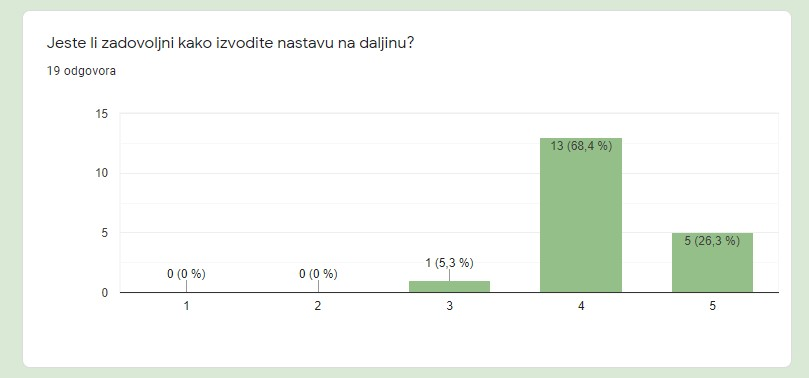 Jeste li zadovoljni kako izvodite nastavu na daljinu?
19 odgovora
15
10
5
0
0 (0 %)
0 (0 %)
1 (5,3 %)
13 (68,4 %)
5 (26,3 %)
1 2 3 4 5